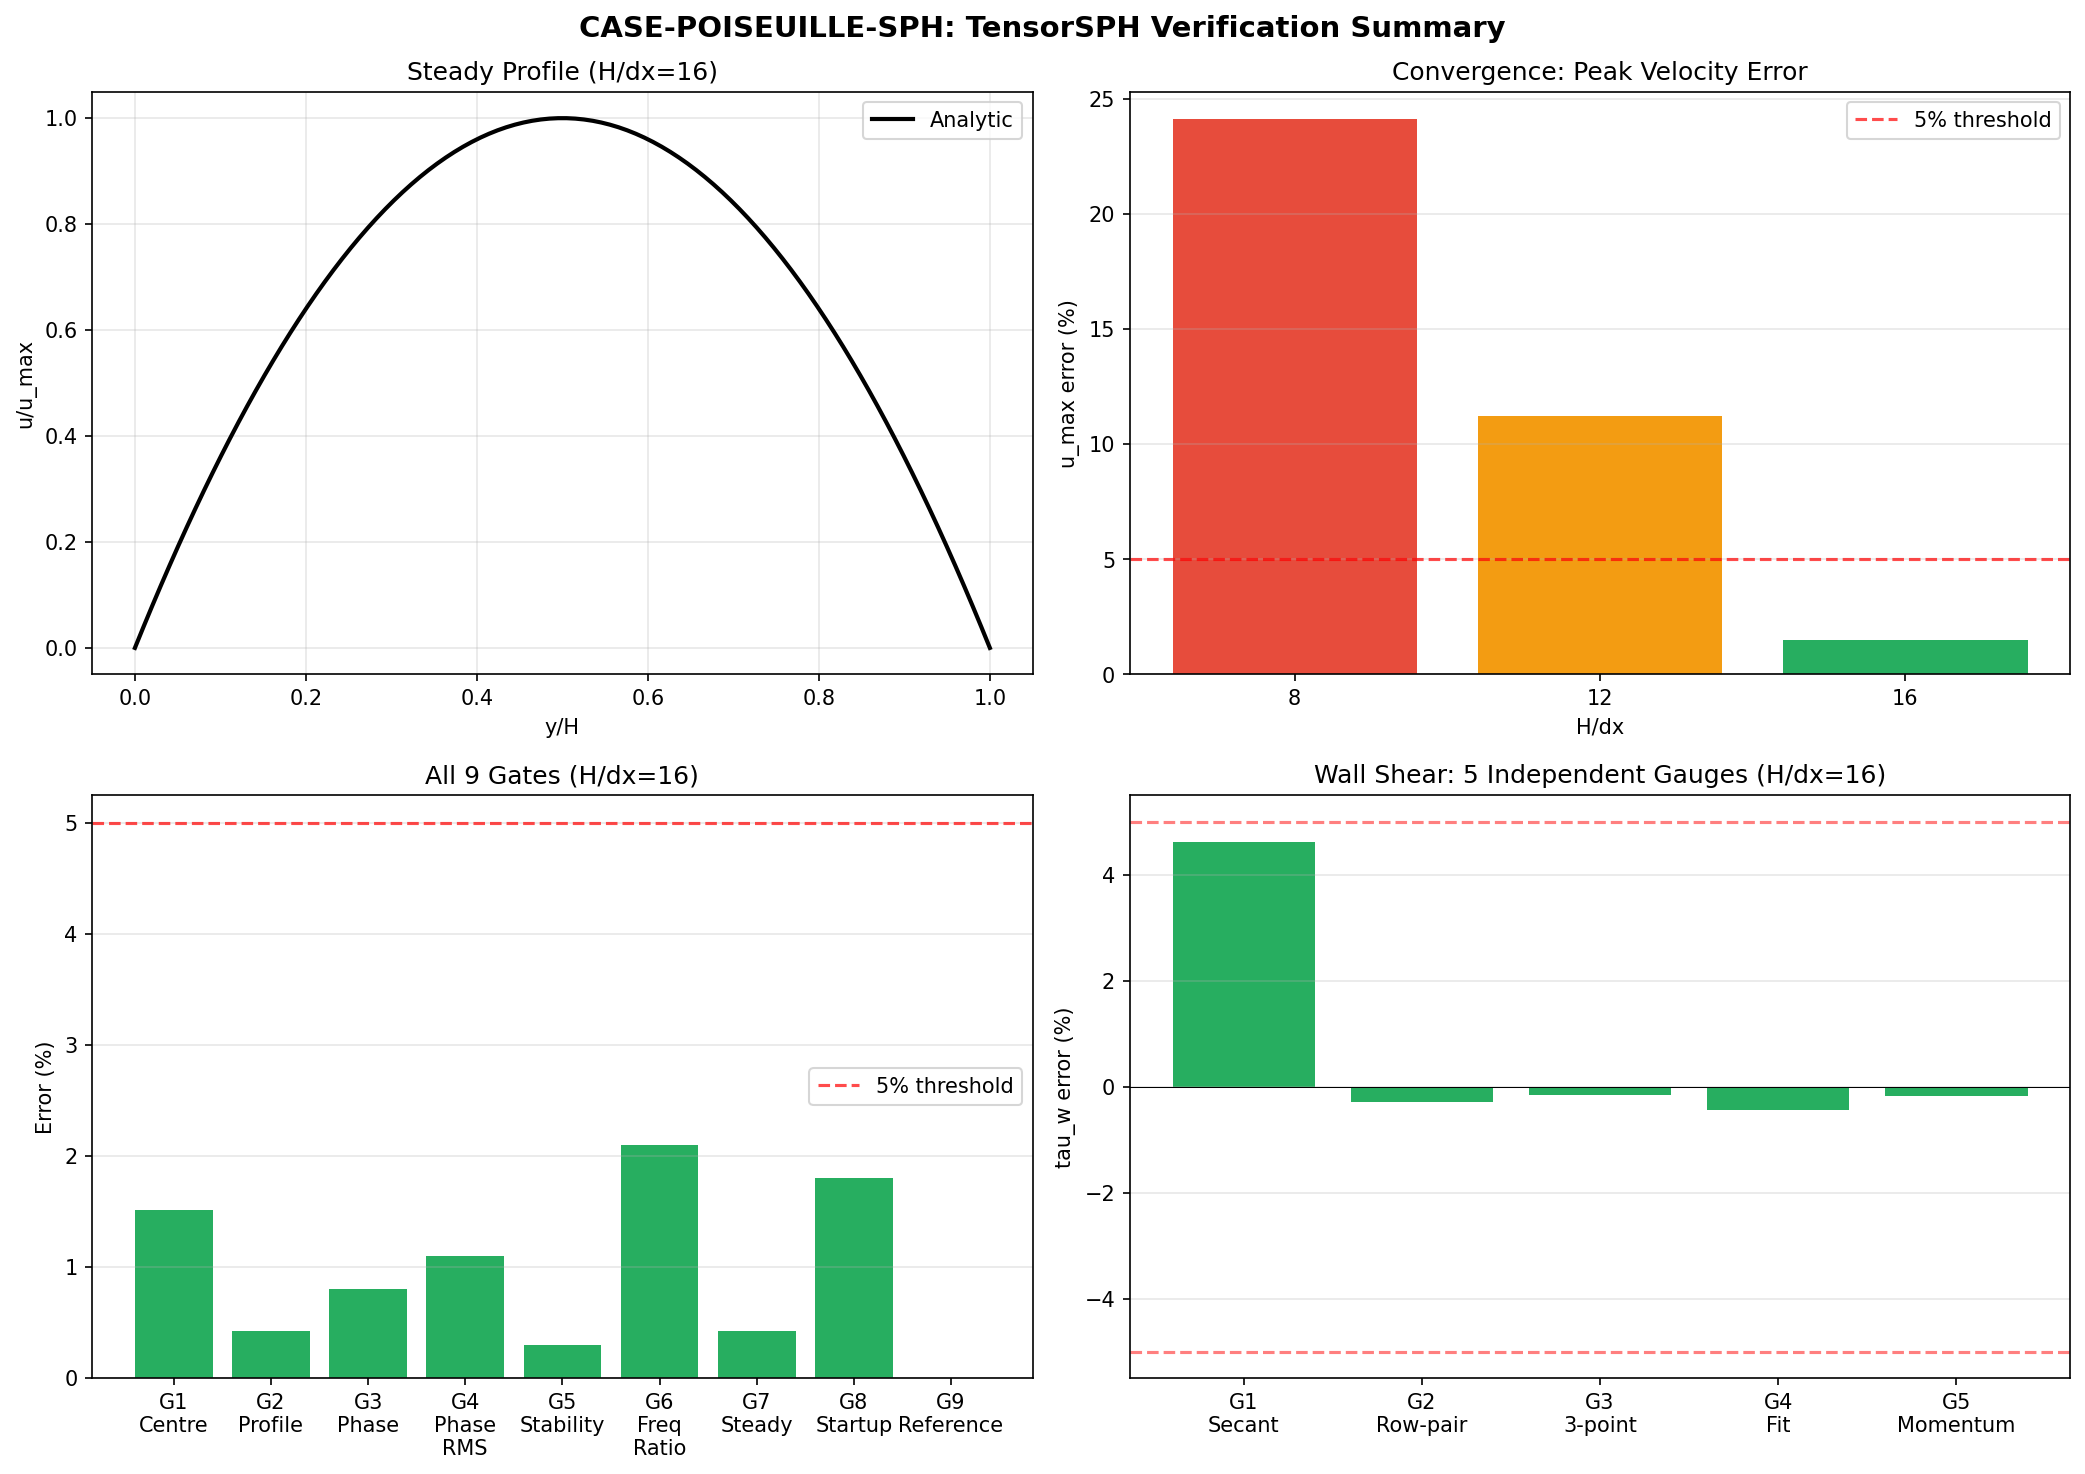 CASE-POISEUILLE-SPH: TensorSPH Verification Summary
Steady Profile (H/dx=16)
Analytic
1.0
0.8
0.6
0.4
0.2
0.0
u/u_max
0.0 0.2 0.4 0.6 0.8 1.0
y/H
Convergence: Peak Velocity Error
5% threshold
25
20
15
10
5
0
u_max error (%)
8 12 16
H/dx
All 9 Gates (H/dx=16)
5
4
3
2
1
0
Error (%)
5% threshold
G1 G2 G3 G4 G5 G6 G7 G8 G9
Centre Profile Phase Phase Stability Freq Steady Startup Reference
RMS Ratio
Wall Shear: 5 Independent Gauges (H/dx=16)
4
2
0
−2
−4
tau_w error (%)
G1 G2 G3 G4 G5
Secant Row-pair 3-point Fit Momentum